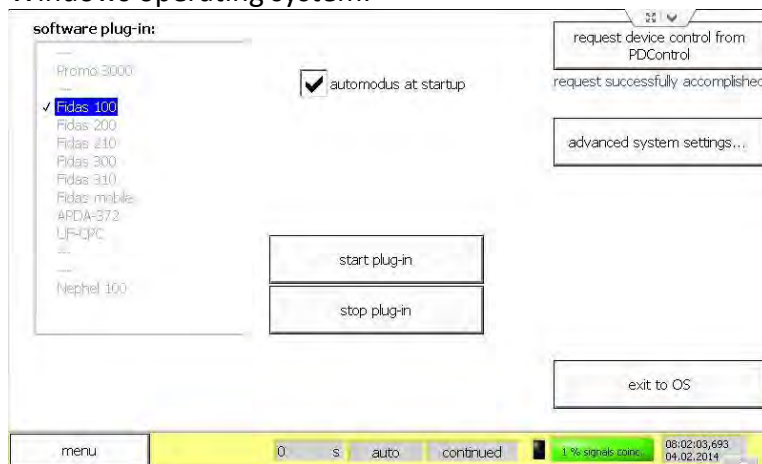 Windows operating system.
software plug-in:
---
Promo 3000
---
✓ Fidas 100
Fidas 200
Fidas 210
Fidas 300
Fidas 310
Fidas mobile
APDA-372
UF-CPC
---
---
Nephel 100
automodus at startup
start plug-in
stop plug-in
request device control from
PDControl
request successfully accomplished
advanced system settings...
exit to OS
menu
0 s auto continued
1 % signals coinc.
08:02:03,693
04.02.2014